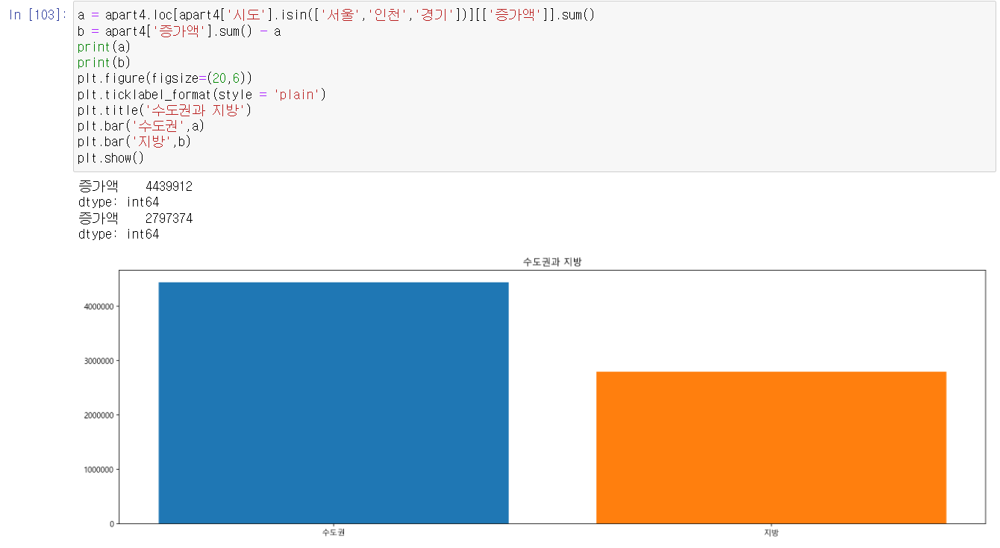 In [103]: a = apart4.loc[apart4['시도'].isin(['서울','인천','경기'])][['증가액']].sum()
b = apart4['증가액'].sum() - a
print(a)
print(b)
plt.figure(figsize=(20,6))
plt.ticklabel_format(style = 'plain')
plt.title('수도권과 지방')
plt.bar('수도권',a)
plt.bar('지방',b)
plt.show()
증가액    4439912
dtype: int64
증가액    2797374
dtype: int64
수도권과 지방
4000000
3000000
2000000
1000000
0
수도권 지방